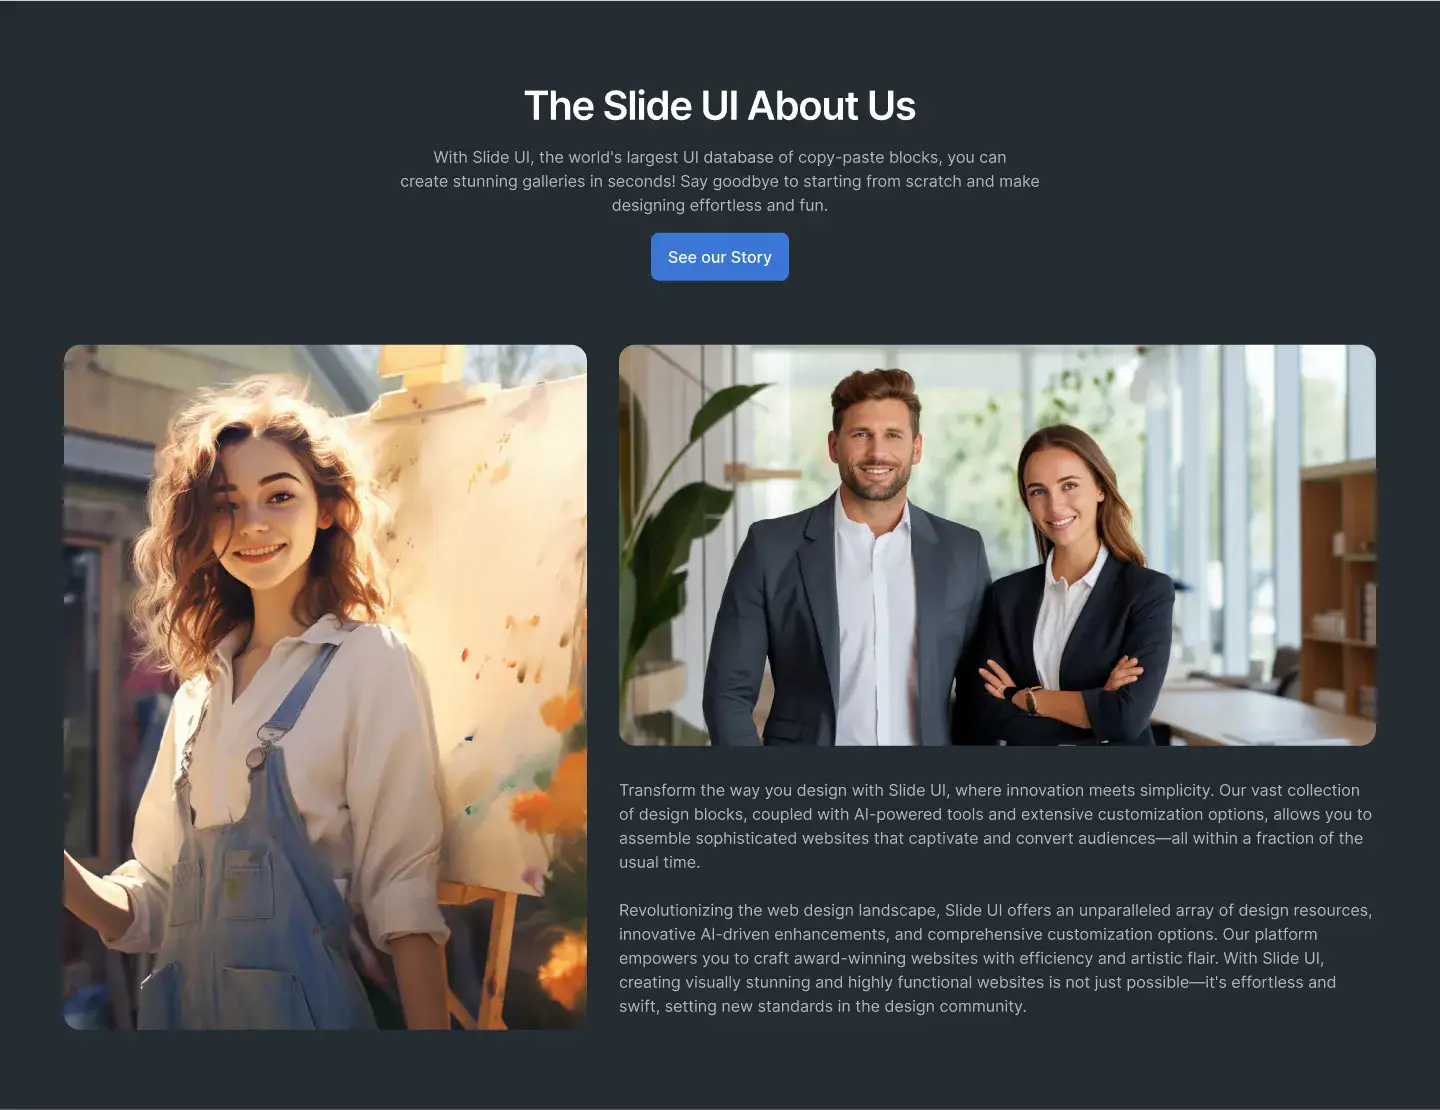 The Slide UI About Us
With Slide UI, the world's largest UI database of copy-paste blocks, you can
create stunning galleries in seconds! Say goodbye to starting from scratch and make
designing effortless and fun.
See our Story
Transform the way you design with Slide UI, where innovation meets simplicity. Our vast collection
of design blocks, coupled with AI-powered tools and extensive customization options, allows you to
assemble sophisticated websites that captivate and convert audiences—all within a fraction of the
usual time.
Revolutionizing the web design landscape, Slide UI offers an unparalleled array of design resources,
innovative AI-driven enhancements, and comprehensive customization options. Our platform
empowers you to craft award-winning websites with efficiency and artistic flair. With Slide UI,
creating visually stunning and highly functional websites is not just possible—it's effortless and
swift, setting new standards in the design community.